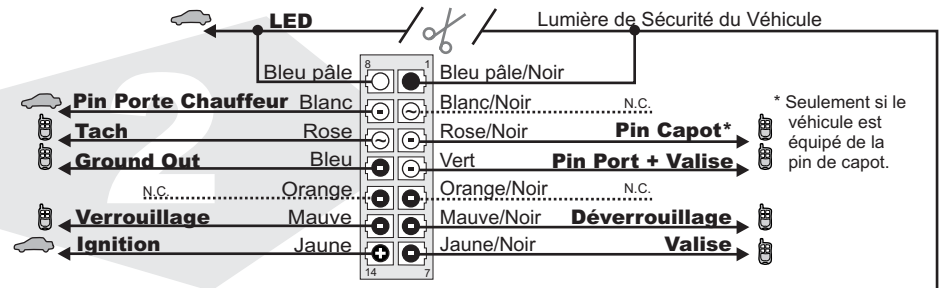 LED Lumière de Sécurité du Véhicule
8 1
Bleu pâle Bleu pâle/Noir
Pin Porte Chauffeur Blanc Blanc/Noir N.C.
Tach Rose Rose/Noir Pin Capot*
Ground Out Bleu Vert Pin Port + Valise
N.C. Orange Orange/Noir N.C.
Verrouillage Mauve Mauve/Noir Déverrouillage
Ignition Jaune Jaune/Noir Valise
14 7
* Seulement si le
véhicule est
équipé de la
pin de capot.
2